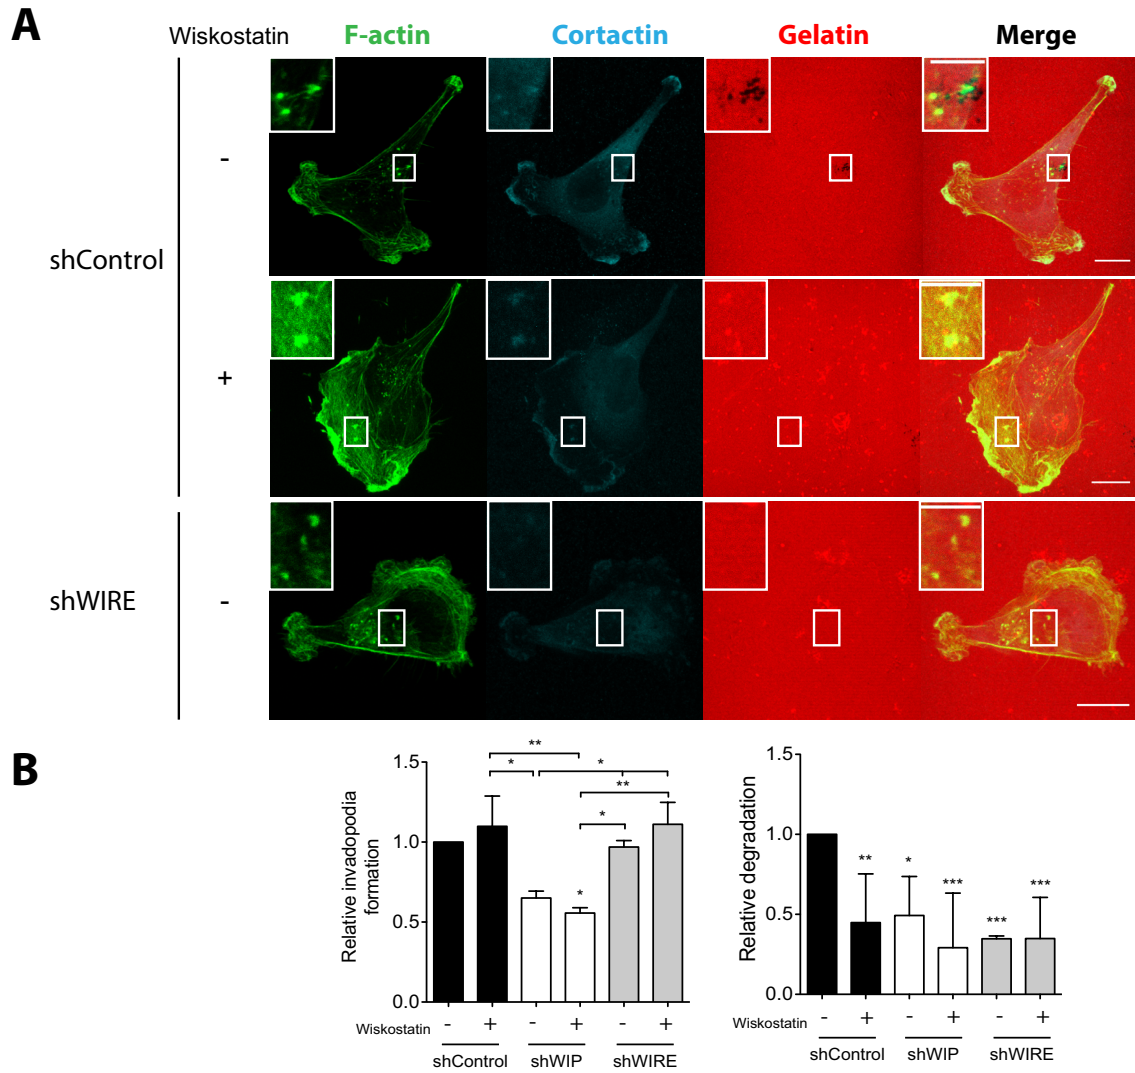 A
Wiskostatin F-actin Cortactin Gelatin Merge
-
shControl
+
shWIRE -
B
Relative invadopodia formation
1.5
1.0
0.5
0.0
** 
* *
**
*
*
Wiskostatin - + - + - +
shControl shWIP shWIRE
Relative degradation
1.5
1.0
0.5
0.0
** * *** *** ***
Wiskostatin - + - + - +
shControl shWIP shWIRE